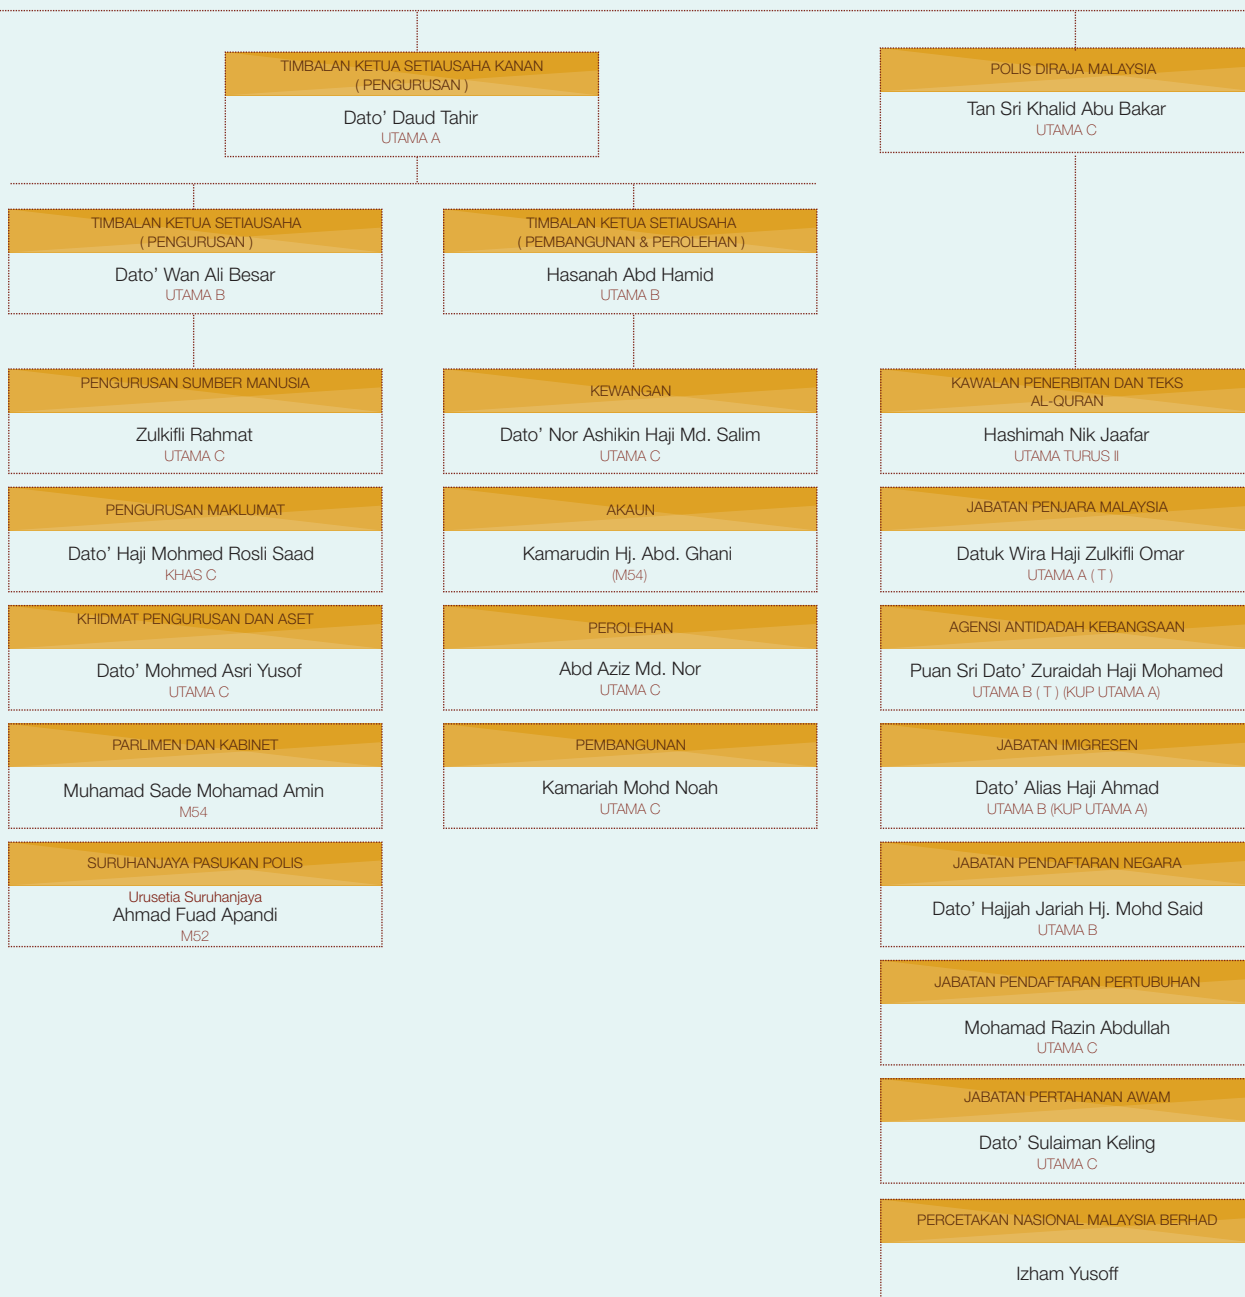 TIMBALAN KETUA SETIAUSAHA KANAN
( PENGURUSAN )
Dato’ Daud Tahir
UTAMA A
POLIS DIRAJA MALAYSIA
Tan Sri Khalid Abu Bakar
UTAMA C
TIMBALAN KETUA SETIAUSAHA
( PENGURUSAN )
Dato’ Wan Ali Besar
UTAMA B
TIMBALAN KETUA SETIAUSAHA
( PEMBANGUNAN & PEROLEHAN )
Hasanah Abd Hamid
UTAMA B
PENGURUSAN SUMBER MANUSIA
Zulkifli Rahmat
UTAMA C
PENGURUSAN MAKLUMAT
Dato’ Haji Mohmed Rosli Saad
KHAS C
KHIDMAT PENGURUSAN DAN ASET
Dato’ Mohmed Asri Yusof
UTAMA C
PARLIMEN DAN KABINET
Muhamad Sade Mohamad Amin
M54
SURUHANJAYA PASUKAN POLIS
Urusetia Suruhanjaya
Ahmad Fuad Apandi
M52
KEWANGAN
Dato’ Nor Ashikin Haji Md. Salim
UTAMA C
AKAUN
Kamarudin Hj. Abd. Ghani
(M54)
PEROLEHAN
Abd Aziz Md. Nor
UTAMA C
PEMBANGUNAN
Kamariah Mohd Noah
UTAMA C
KAWALAN PENERBITAN DAN TEKS
AL-QURAN
Hashimah Nik Jaafar
UTAMA TURUS II
JABATAN PENJARA MALAYSIA
Datuk Wira Haji Zulkifli Omar
UTAMA A ( T )
AGENSI ANTIDADAH KEBANGSAAN
Puan Sri Dato’ Zuraidah Haji Mohamed
UTAMA B ( T ) (KUP UTAMA A)
JABATAN IMIGRESEN
Dato’ Alias Haji Ahmad
UTAMA B (KUP UTAMA A)
JABATAN PENDAFTARAN NEGARA
Dato’ Hajjah Jariah Hj. Mohd Said
UTAMA B
JABATAN PENDAFTARAN PERTUBUHAN
Mohamad Razin Abdullah
UTAMA C
JABATAN PERTAHANAN AWAM
Dato’ Sulaiman Keling
UTAMA C
PERCETAKAN NASIONAL MALAYSIA BERHAD
Izham Yusoff